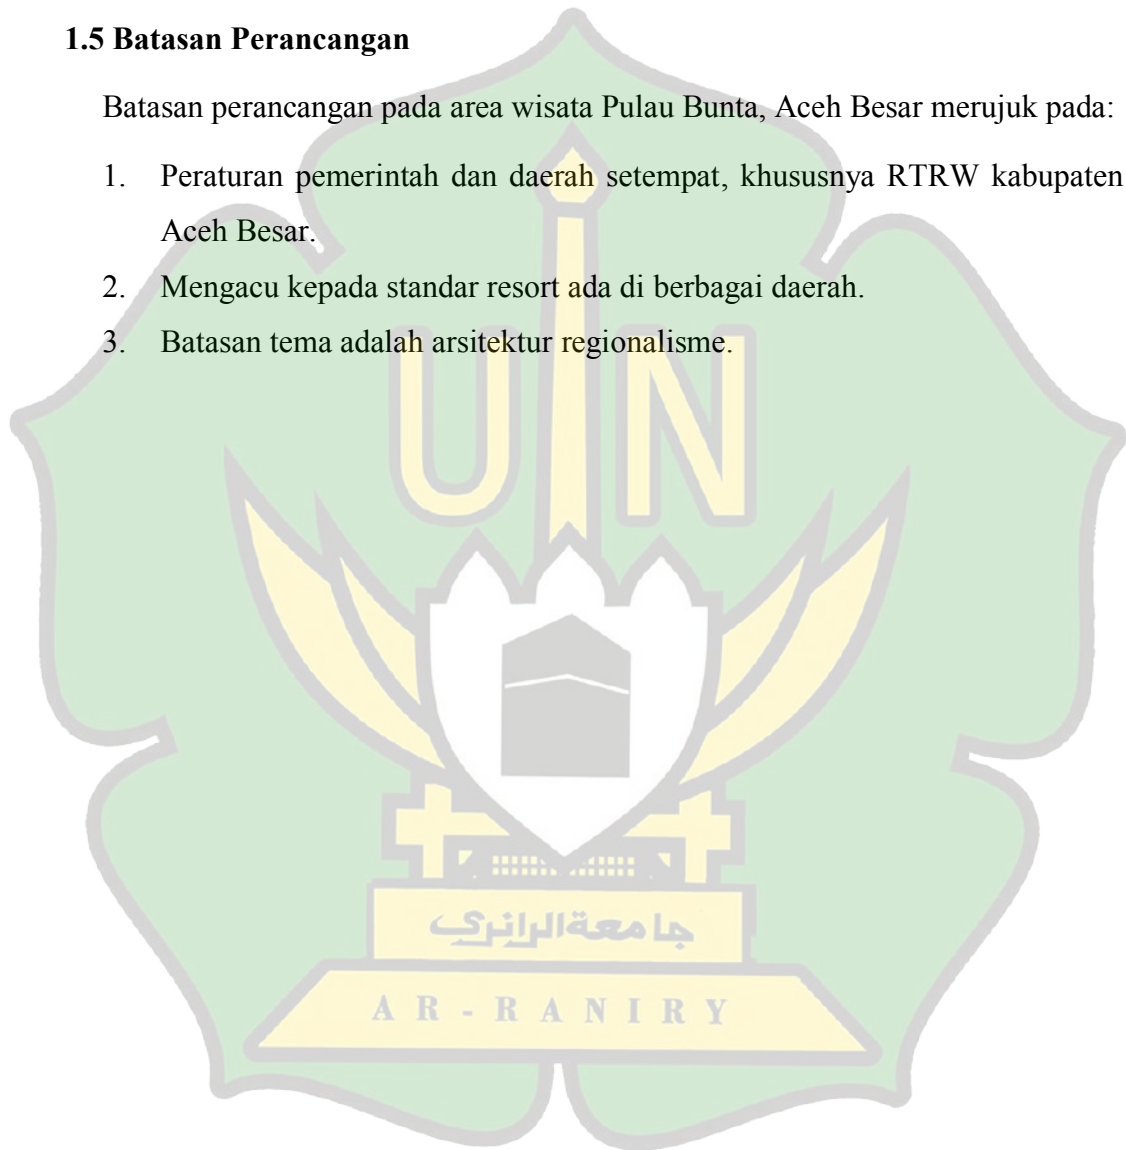 1.5 Batasan Perancangan
Batasan perancangan pada area wisata Pulau Bunta, Aceh Besar merujuk pada:
1. Peraturan pemerintah dan daerah setempat, khususnya RTRW kabupaten
Aceh Besar.
2. Mengacu kepada standar resort ada di berbagai daerah.
3. Batasan tema adalah arsitektur regionalisme.
UIN
جامعة الرانري
AR-RANIRY